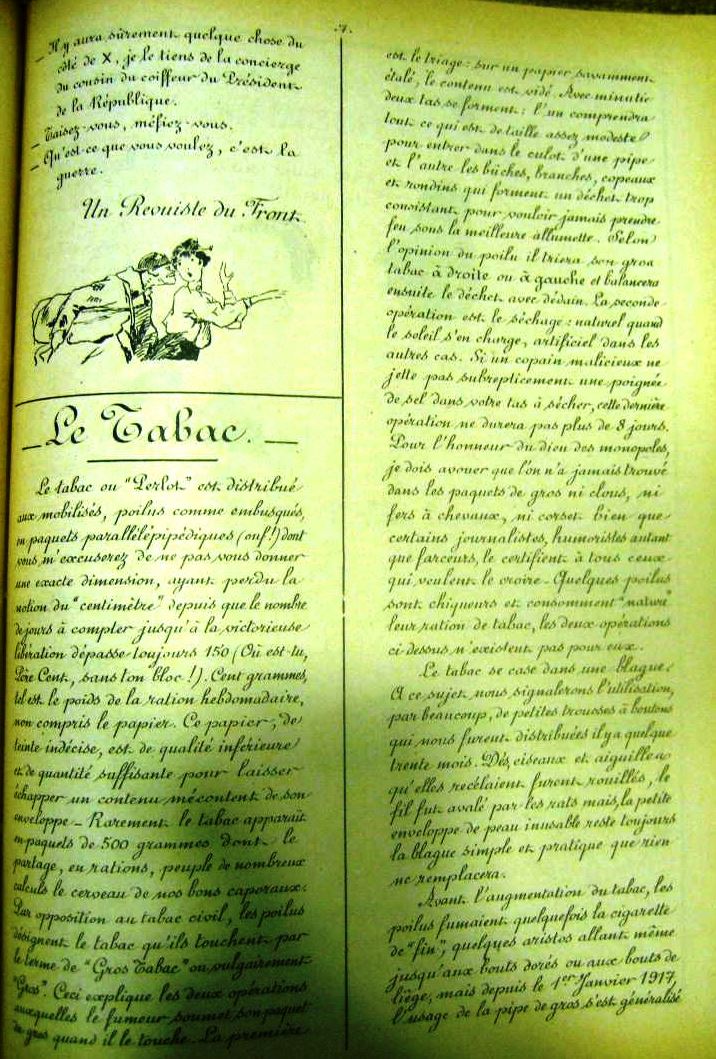 .7.
_ Il y aura sûrement quelque chose du
côté de X, je le tiens de la concierge
du cousin du coiffeur du Président
de la République.
_ Taisez-vous, méfiez-vous.
_ Qu'est-ce que vous voulez, c'est la
guerre.
Un Revuiste du Front
_ Le Tabac. _
Le tabac ou "Perlot" est distribué
aux mobilisés, poilus comme embusqués,
en paquets parallélépipédiques (ouf!) dont
vous m'excuserez de ne pas vous donner
une exacte dimension, ayant perdu la
notion du "centimètre" depuis que le nombre
de jours à compter jusqu'à la victorieuse
libération dépasse toujours 150 (Où est-tu,
Père Cent, sans ton bloc!). Cent grammes,
tel est le poids de la ration hebdomadaire,
non compris le papier. Ce papier, de
teinte indécise, est de qualité inférieure
et de quantité suffisante pour laisser
échapper un contenu mécontent de son
enveloppe - Rarement le tabac apparaît
en paquets de 500 grammes dont le
partage, en rations, peuple de nombreux
calculs le cerveau de nos bons caporaux.
Par opposition au tabac civil, les poilus
désignent le tabac qu'ils touchent par
le terme de "Gros Tabac" ou vulgairement
"Gros". Ceci explique les deux opérations
auxquelles le fumeur soumet son paquet
de gros quand il le touche. La première
est le triage: sur un papier savamment
étalé, le contenu est vidé. Avec minutie
deux tas se forment: l'un comprendra
tout ce qui est de taille assez modeste
pour entrer dans le culot d'une pipe
et l'autre les bûches, branches, copeaux
et rondins qui forment un déchet trop
consistant pour vouloir jamais prendre
feu sous la meilleure allumette. Selon
l'opinion du poilu il triera son gros
tabac à droite ou à gauche et balancera
ensuite le déchet avec dédain. La seconde
opération est le séchage: naturel quand
le soleil s'en charge, artificiel dans les
autres cas. Si un copain malicieux ne
jette pas subrepticement une poignée
de sel dans votre tas à sécher, cette dernière
opération ne durera pas plus de 8 jours.
Pour l'honneur du dieu des monopoles,
je dois avouer que l'on n'a jamais trouvé
dans les paquets de gros ni clous, ni
fers à chevaux, ni corset bien que
certains journalistes, humoristes autant
que farceurs, le certifient à tous ceux
qui veulent le croire - Quelques poilus
sont chiqueurs et consomment "nature"
leur ration de tabac, les deux opérations
ci-dessus n'existent pas pour eux.
Le tabac se case dans une blague.
A ce sujet nous signalerons l'utilisation,
par beaucoup, de petites trousses à boutons
qui nous furent distribuées il y a quelque
trente mois. Dés, ciseaux et aiguilles
qu'elles recélaient furent rouillés, le
fil fut avalé par les rats mais, la petite
enveloppe de peau inusable reste toujours
la blague simple et pratique que rien
ne remplacera.
Avant l'augmentation du tabac, les
poilus fumaient quelquefois la cigarette
de "fin", quelques aristos allant même
jusqu'aux bouts dorés ou aux bouts de
liège, mais depuis le 1er Janvier 1917,
l'usage de la pipe de gros s'est généralisé